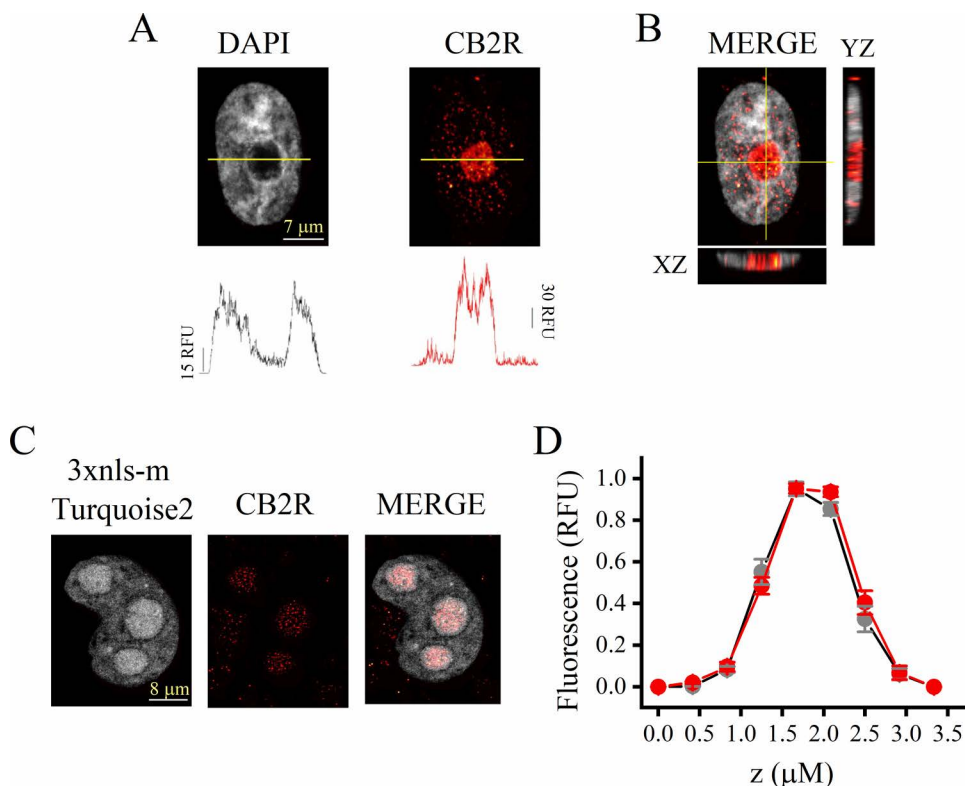 A
DAPI
CB2R
7 μm
15 RFU
30 RFU
B
MERGE
YZ
XZ
C
3xnls-m
Turquoise2
CB2R
MERGE
8 μm
D
Fluorescence (RFU)
1.0
0.8
0.6
0.4
0.2
0.0
0.0 0.5 1.0 1.5 2.0 2.5 3.0 3.5
z (μM)